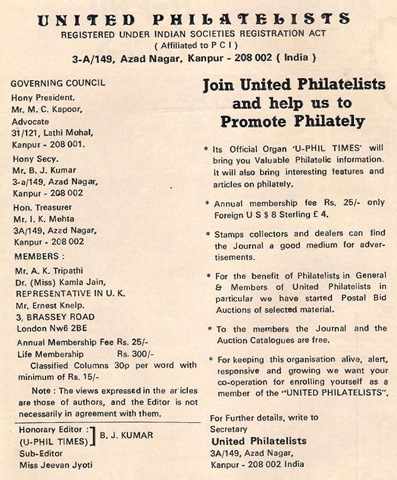 UNITED PHILATELISTS
REGISTERED UNDER INDIAN SOCIETIES REGISTRATION ACT
( Affiliated to P C I )
3-A/149, Azad Nagar, Kanpur - 208 002 ( India )
GOVERNING COUNCIL
Hony President.
Mr. M. C. Kapoor,
Advocate
31/121, Lathi Mohal,
Kanpur - 208 001.
Hony Secy.
Mr. B. J. Kumar
3-a/149, Azad Nagar,
Kanpur - 208 002
Hon. Treasurer
Mr. I. K. Mehta
3A/149, Azad Nagar,
Kanpur - 208 002
MEMBERS :
Mr. A. K. Tripathi
Dr. (Miss) Kamla Jain,
REPRESENTATIVE IN U. K.
Mr. Ernest Knelp.
3, BRASSEY ROAD
London Nw6 2BE
Annual Membership Fee Rs. 25/-
Life Membership Rs. 300/-
Classified Columns 30p per word with
minimum of Rs. 15/-
Note : The views expressed in the articles
are those of authors, and the Editor is not
necessarily in agreement with them.
Honorary Editor :
(U-PHIL TIMES) ] B. J. KUMAR
Sub-Editor
Miss Jeevan Jyoti
Join United Philatelists
and help us to
Promote Philately
* Its Official Organ 'U-PHIL TIMES' will
bring you Valuable Philatelic information.
It will also bring interesting features and
articles on philately.
* Annual membership fee Rs. 25/- only
Foreign U S $ 8 Sterling £ 4.
* Stamps collectors and dealers can find
the Journal a good medium for adver-
tisements.
* For the benefit of Philatelists in General
& Members of United Philatelists in
particular we have started Postal Bid
Auctions of selected material.
* To the members the Journal and the
Auction Catalogues are free.
* For keeping this organisation alive, alert,
responsive and growing we want your
co-operation for enrolling yourself as a
member of the "UNITED PHILATELISTS".
For Further details, write to
Secretary
United Philatelists
3A/149, Azad Nagar,
Kanpur - 208 002 India